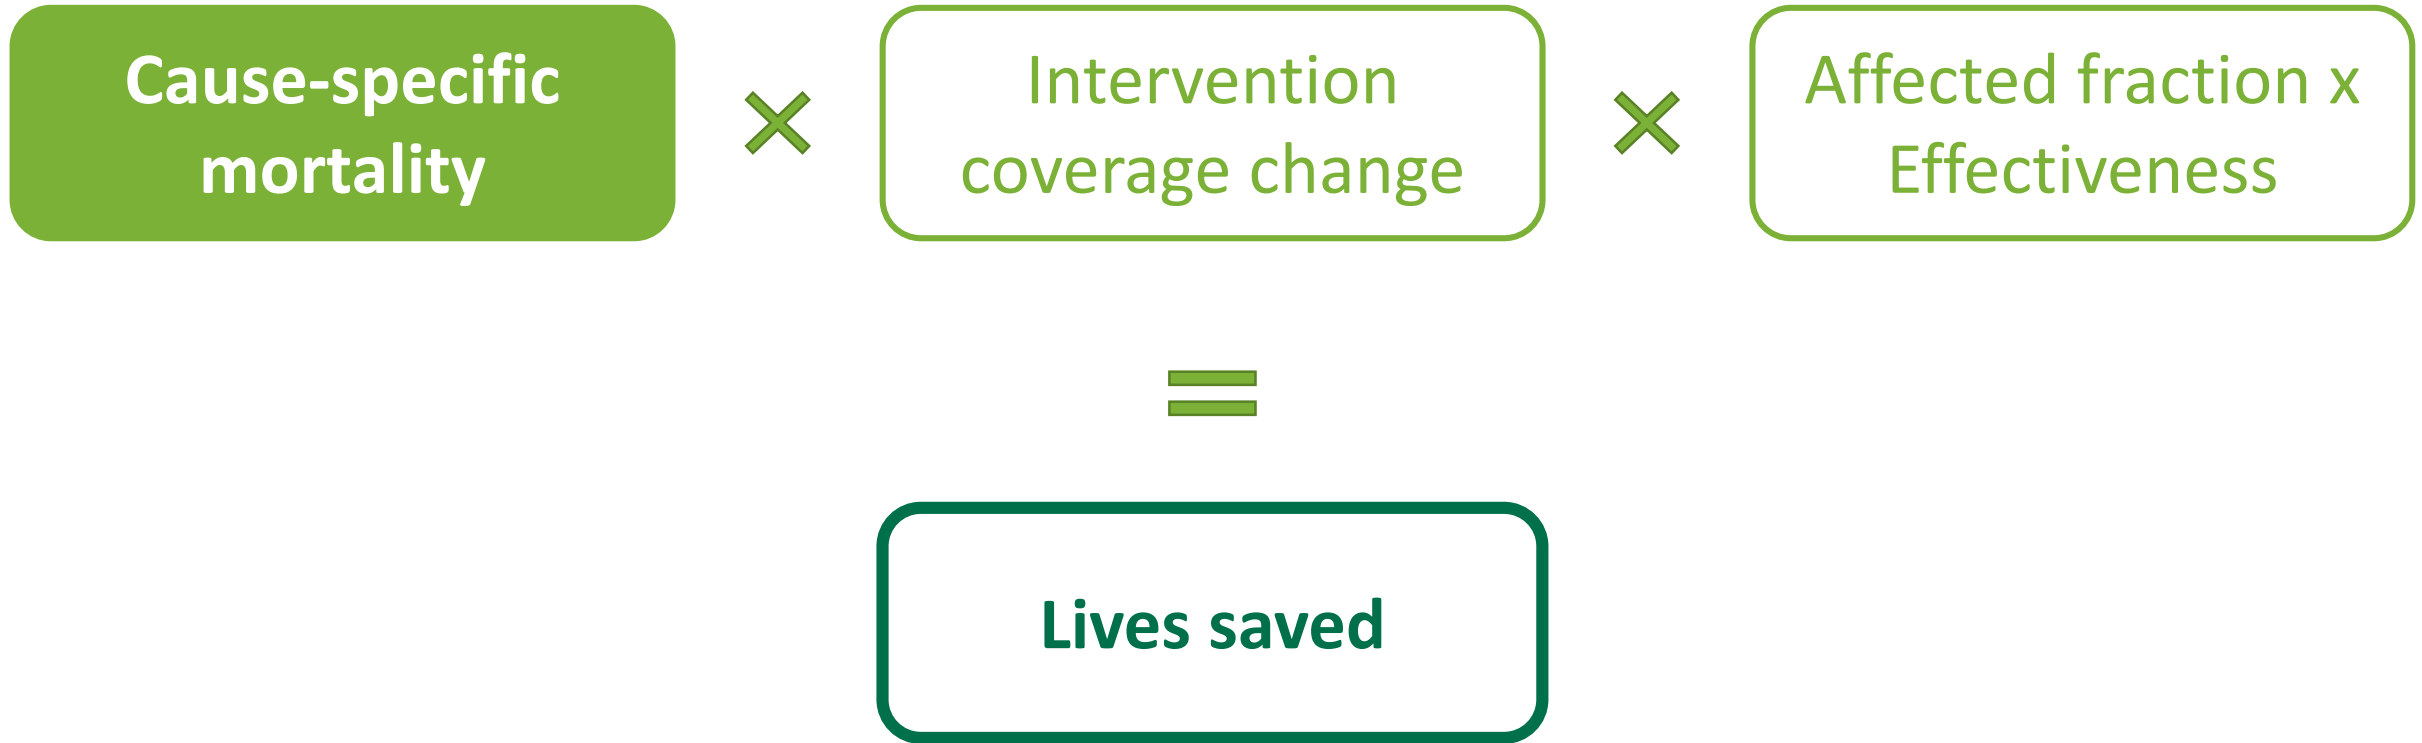 Cause-specific
mortality
Intervention
coverage change
Affected fraction x
Effectiveness
Lives saved